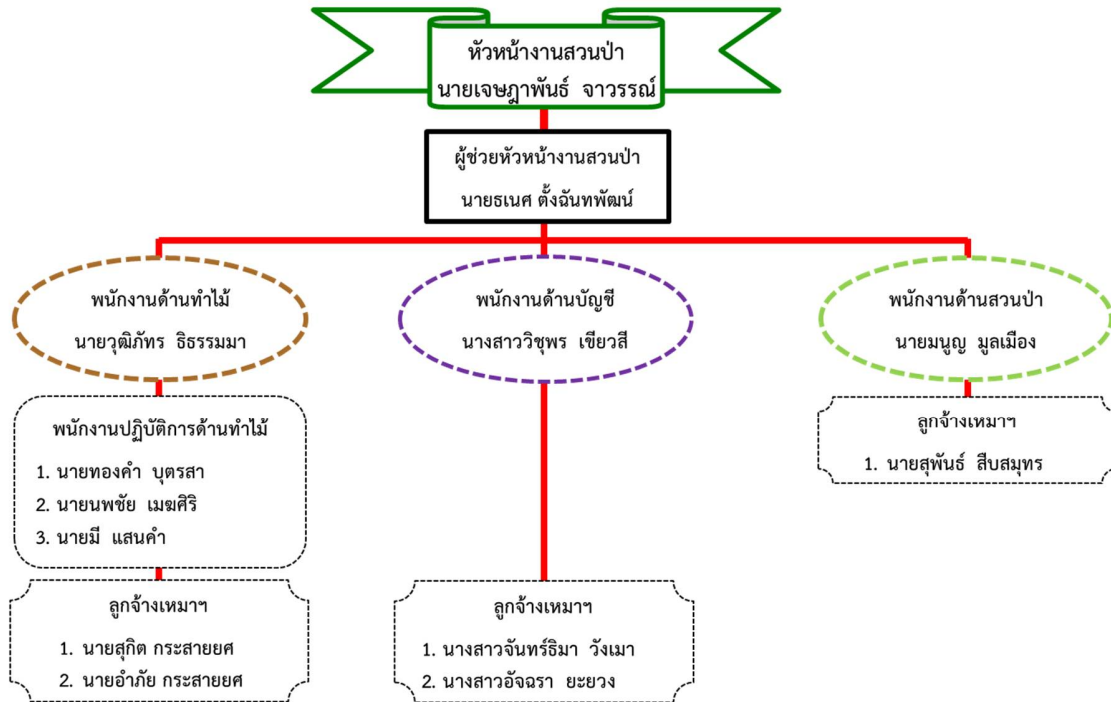 หัวหน้างานสวนป่า
นายเจษฎาพันธ์ จาวรรณ์
ผู้ช่วยหัวหน้างานสวนป่า
นายธเนศ ตั้งฉันทพัฒน์
พนักงานด้านทำไม้
นายวุฒิภัทร ธิธรรมมา
พนักงานปฏิบัติการด้านทำไม้
1. นายทองคำ บุตรสา
2. นายนพชัย เมฆศิริ
3. นายมี แสนคำ
ลูกจ้างเหมาฯ
1. นายสุกิต กระสายยศ
2. นายอำภัย กระสายยศ
พนักงานด้านบัญชี
นางสาววิชุพร เขียวสี
ลูกจ้างเหมาฯ
1. นางสาวจันทร์ธิมา วังเมา
2. นางสาวอัจฉรา ยะยวง
พนักงานด้านสวนป่า
นายมนูญ มูลเมือง
ลูกจ้างเหมาฯ
1. นายสุพันธ์ สืบสมุทร